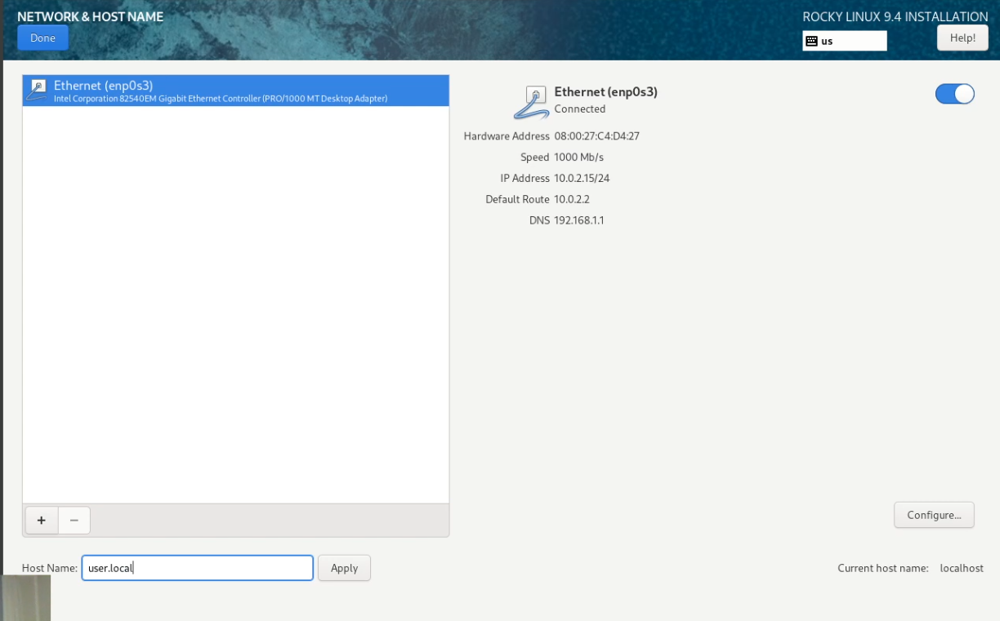 NETWORK & HOST NAME
ROCKY LINUX 9.4 INSTALLATION
Done
us
Help!
Ethernet (enp0s3)
Intel Corporation 82540EM Gigabit Ethernet Controller (PRO/1000 MT Desktop Adapter)
Ethernet (enp0s3)
Connected
Hardware Address 08:00:27:C4:D4:27
Speed 1000 Mb/s
IP Address 10.0.2.15/24
Default Route 10.0.2.2
DNS 192.168.1.1
+ −
Configure...
Host Name: user.local Apply
Current host name: localhost